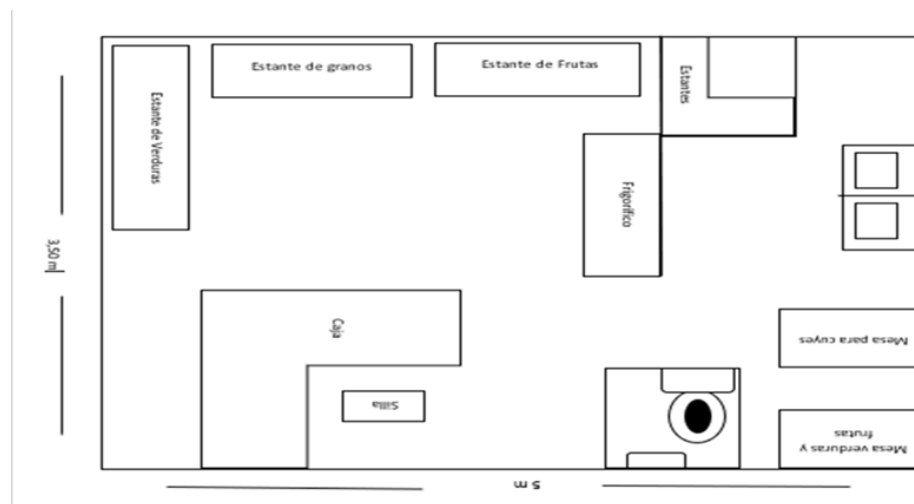 Estante de granos
Estante de Frutas
Estantes
Estante de Verduras
Frigorífico
3,50 m
Caja
Silla
Mesa para cuyes
Mesa verduras y
frutas
5 m